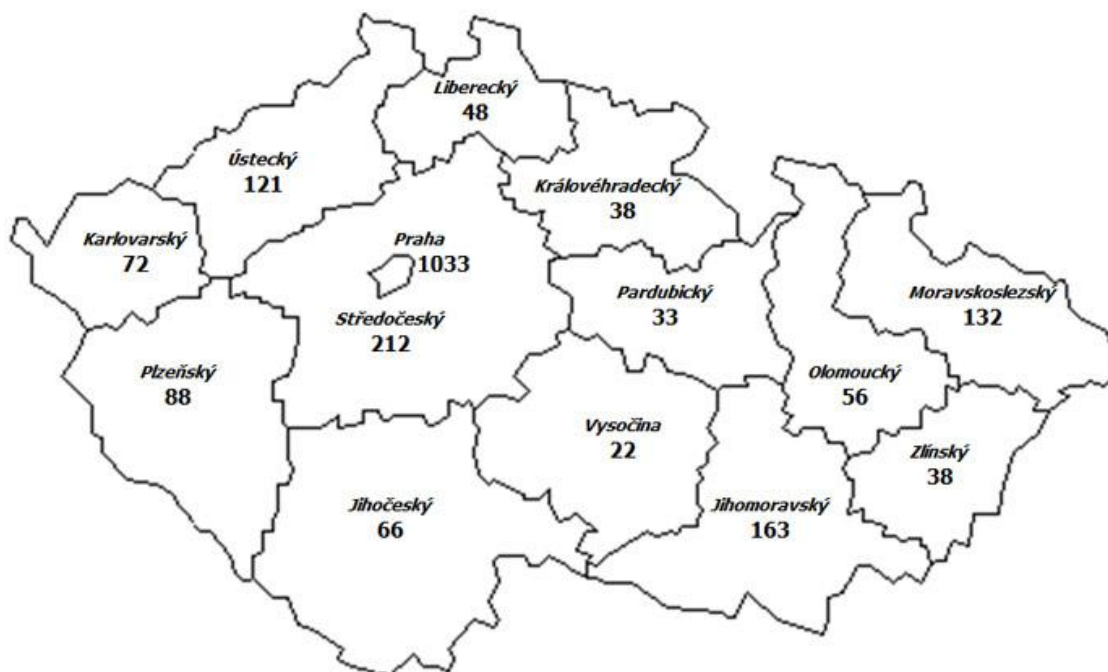 Liberecký
48
Ústecký
121
Královéhradecký
38
Karlovarský
72
Praha
1033
Středočeský
212
Pardubický
33
Moravskoslezský
132
Plzeňský
88
Olomoucký
56
Vysočina
22
Zlínský
38
Jihočeský
66
Jihomoravský
163